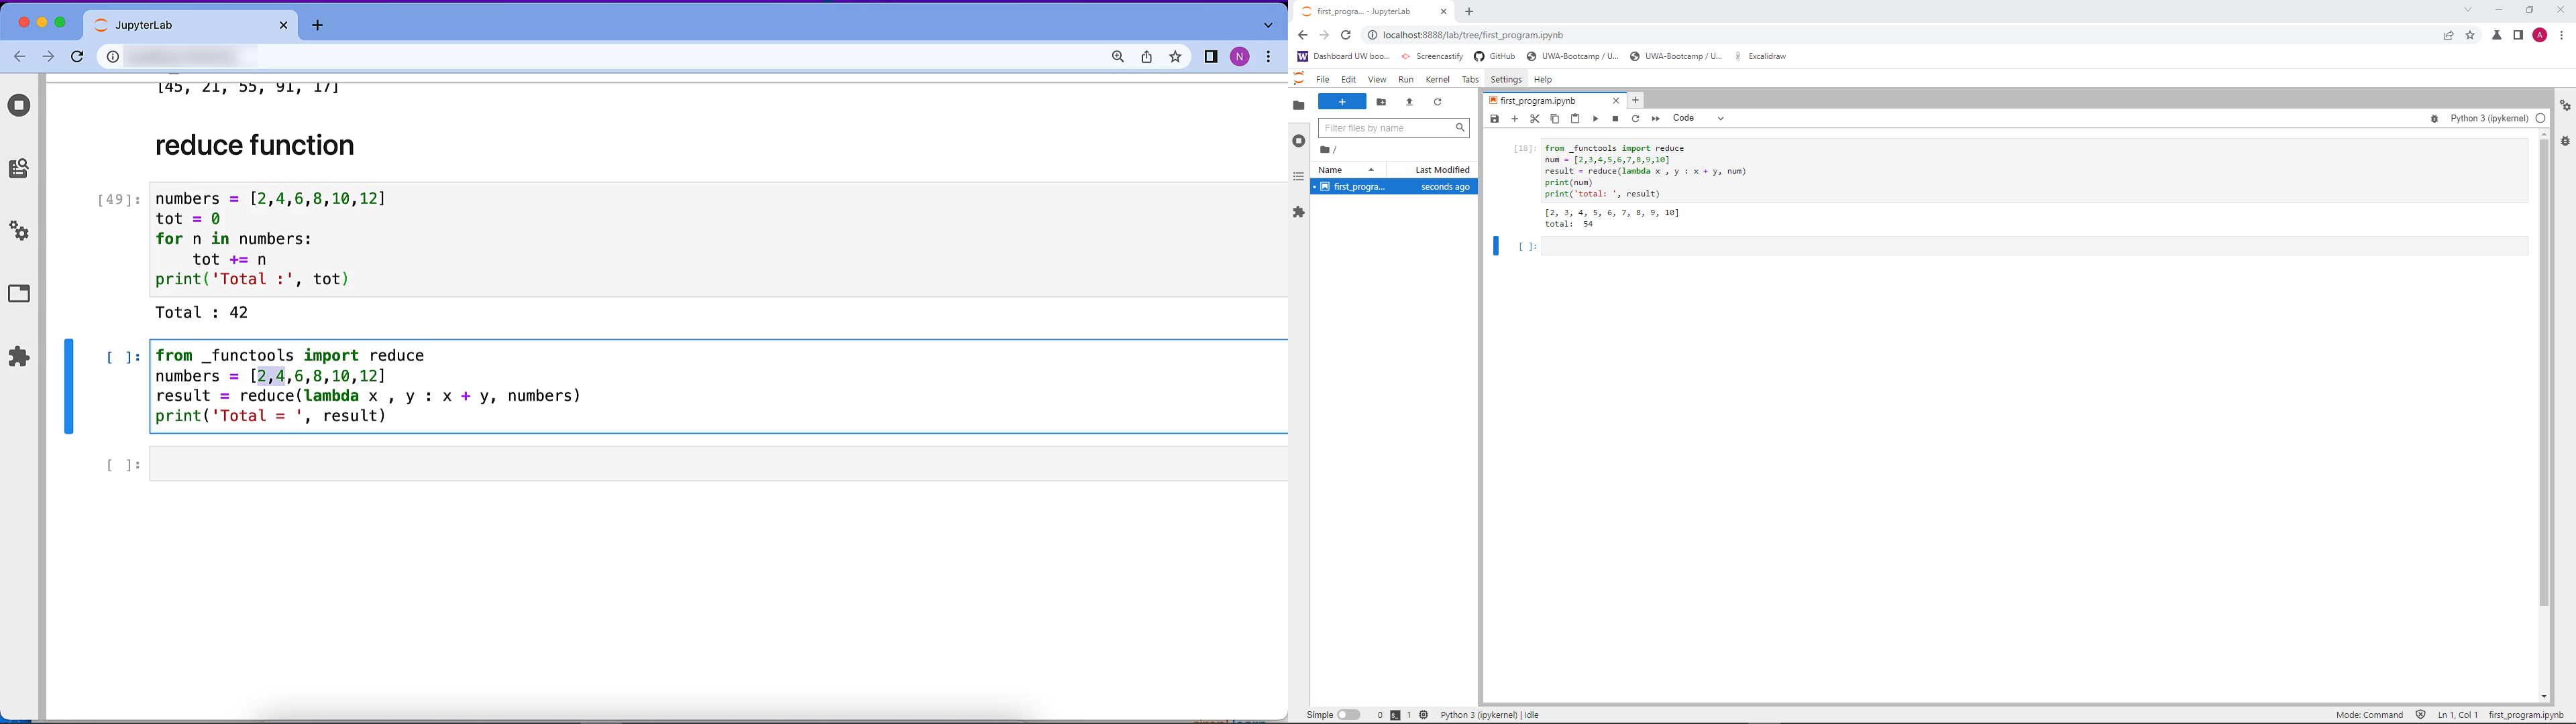 JupyterLab
[45, 21, 55, 91, 17]
reduce function
[49]:
numbers = [2,4,6,8,10,12]
tot = 0
for n in numbers:
    tot += n
print('Total :', tot)
Total : 42
[ ]:
from _functools import reduce
numbers = [2,4,6,8,10,12]
result = reduce(lambda x , y : x + y, numbers)
print('Total = ', result)
[ ]:
N
first_progra... - JupyterLab
localhost:8888/lab/tree/first_program.ipynb
A
Dashboard UW boo... Screencastify GitHub UWA-Bootcamp / U... UWA-Bootcamp / U... Excalidraw
File Edit View Run Kernel Tabs Settings Help
Filter files by name
/
Name Last Modified
first_progra... seconds ago
first_program.ipynb
Code Python 3 (ipykernel)
[18]:
from _functools import reduce
num = [2,3,4,5,6,7,8,9,10]
result = reduce(lambda x , y : x + y, num)
print(num)
print('total: ', result)
[2, 3, 4, 5, 6, 7, 8, 9, 10]
total:  54
[ ]:
Simple 0 1 Python 3 (ipykernel) | Idle Mode: Command Ln 1, Col 1 first_program.ipynb